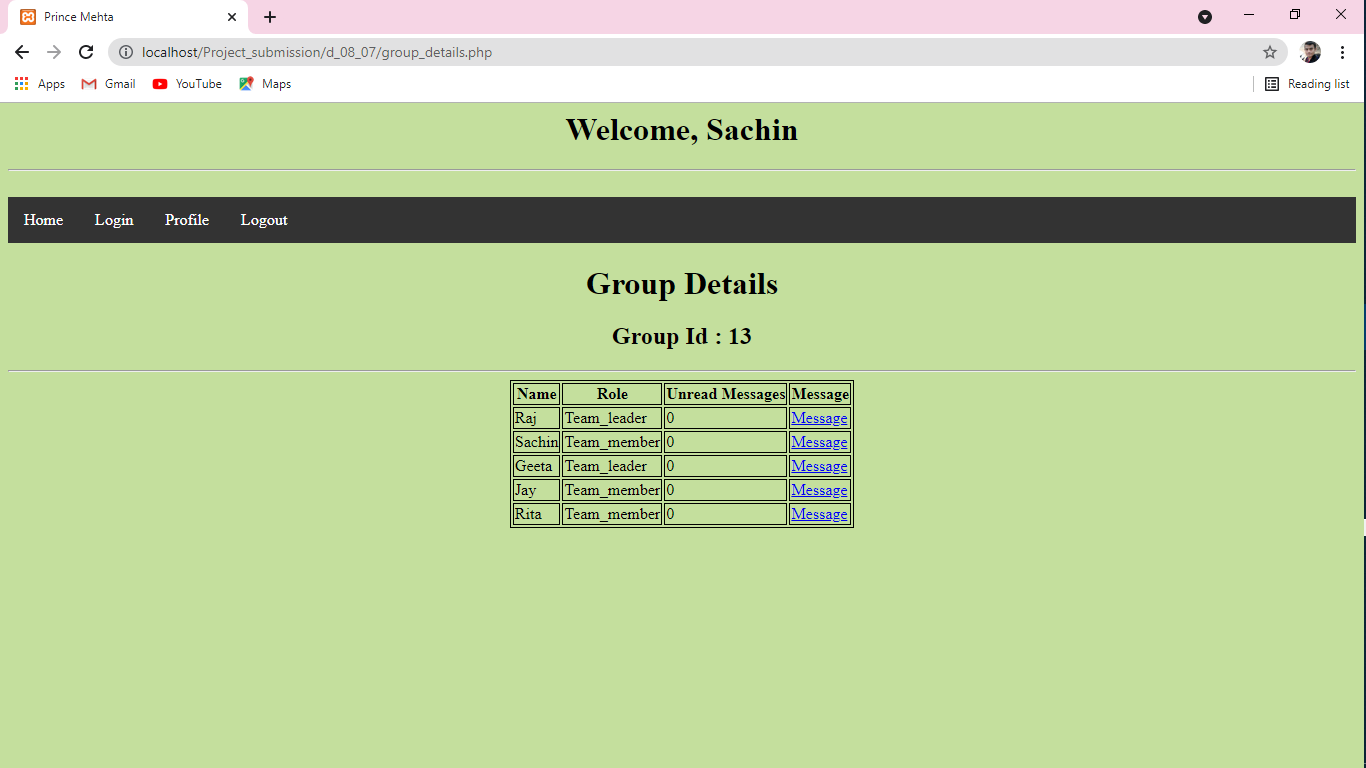 Prince Mehta
localhost/Project_submission/d_08_07/group_details.php
Apps Gmail YouTube Maps Reading list
Welcome, Sachin
Home Login Profile Logout
Group Details
Group Id : 13
Name Role Unread Messages Message
Raj Team_leader 0 Message
Sachin Team_member 0 Message
Geeta Team_leader 0 Message
Jay Team_member 0 Message
Rita Team_member 0 Message